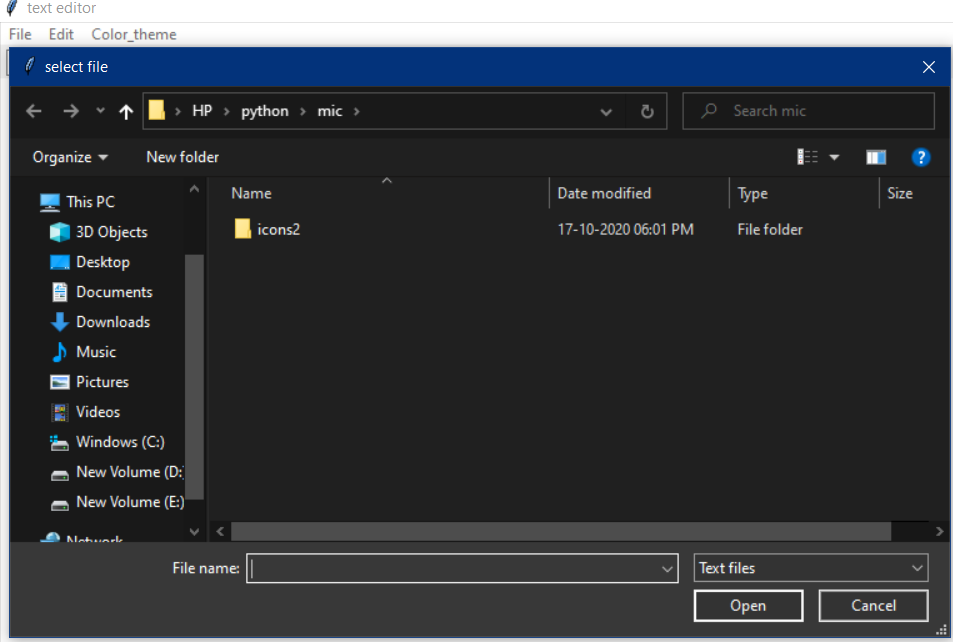 text editor
File Edit Color_theme
select file
HP python mic
Search mic
Organize New folder
Name Date modified Type Size
icons2 17-10-2020 06:01 PM File folder
This PC
3D Objects
Desktop
Documents
Downloads
Music
Pictures
Videos
Windows (C:)
New Volume (D:
New Volume (E:)
Network
File name: Text files
Open Cancel